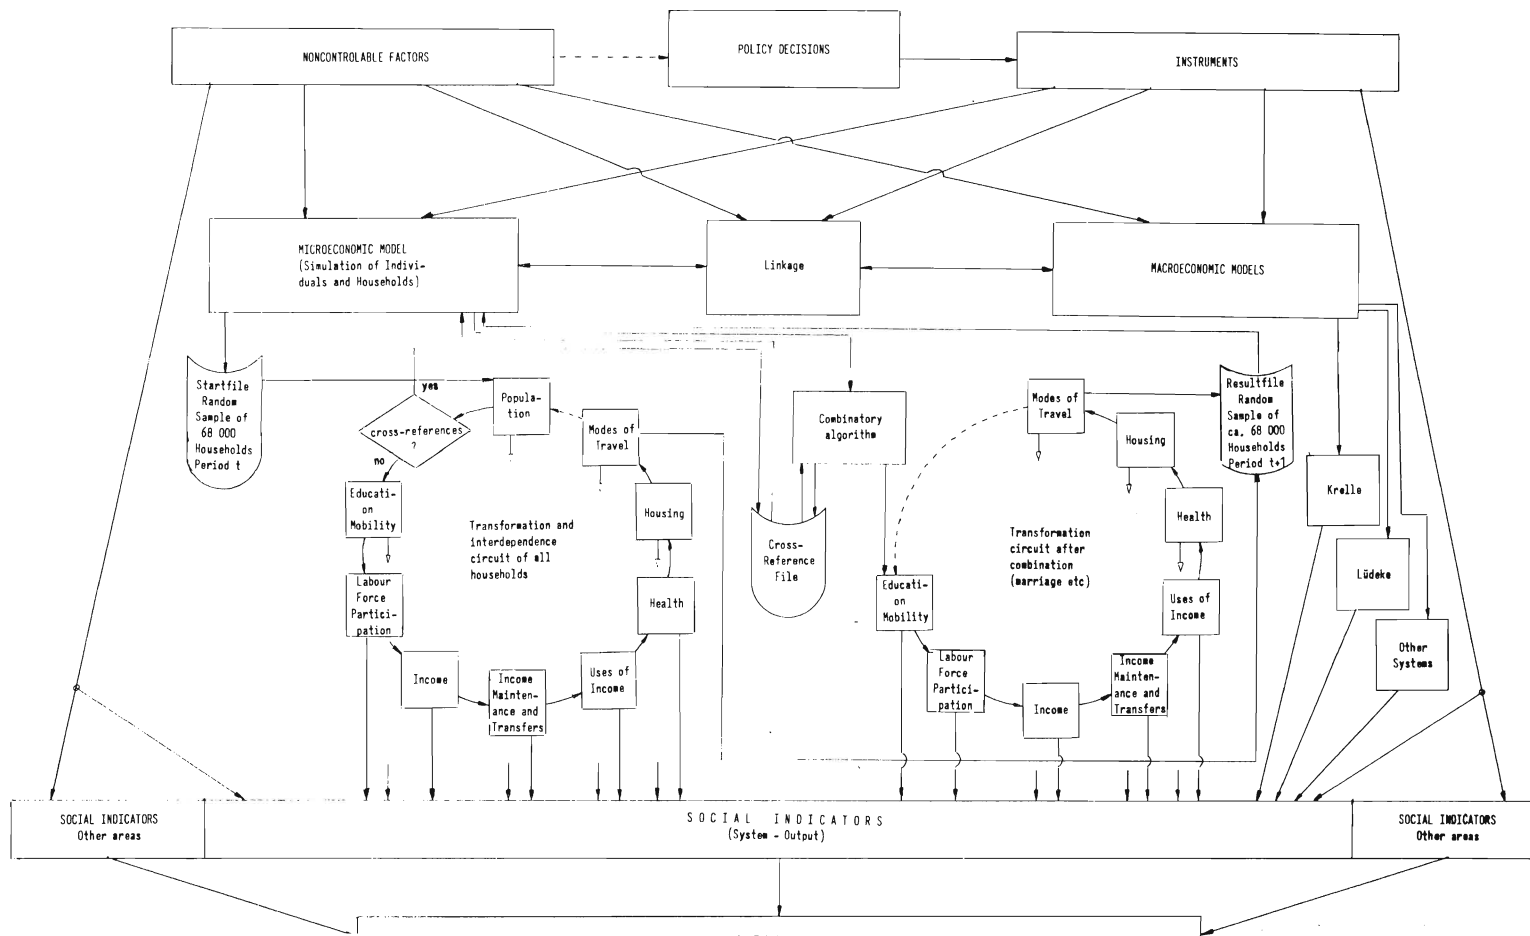 NONCONTROLABLE FACTORS
POLICY DECISIONS
INSTRUMENTS
MICROECONOMIC MODEL
(Simulation of Indivi-
duals and Households)
Linkage
MACROECONOMIC MODELS
Startfile
Random
Sample of
68 000
Households
Period t
yes
cross-references
?
no
Popula-
tion
Modes of
Travel
Housing
Health
Uses of
Income
Income
Mainten-
ance and
Transfers
Income
Labour
Force
Partici-
pation
Educati-
on
Mobility
Transformation and
interdependence
circuit of all
households
Combinatory
algorithm
Cross-
Reference
File
Modes of
Travel
Housing
Health
Uses of
Income
Income
Mainten-
ance and
Transfers
Income
Labour
Force
Partici-
pation
Educati-
on
Mobility
Transformation
circuit after
combination
(marriage etc)
Resultfile
Random
Sample of
ca. 68 000
Households
Period t+1
Krelle
Lüdeke
Other
Systems
SOCIAL INDICATORS
Other areas
SOCIAL INDICATORS
(System - Output)
SOCIAL INDICATORS
Other areas